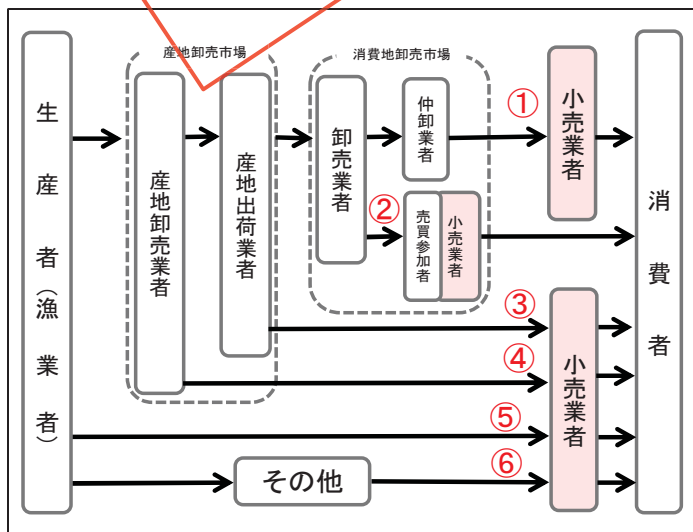 産地卸売市場
消費地卸売市場
生産者（漁業者）
産地卸売業者
産地出荷業者
卸売業者
仲卸業者
①
小売業者
消費者
②
売買参加者
小売業者
③
④
⑤
⑥
小売業者
その他